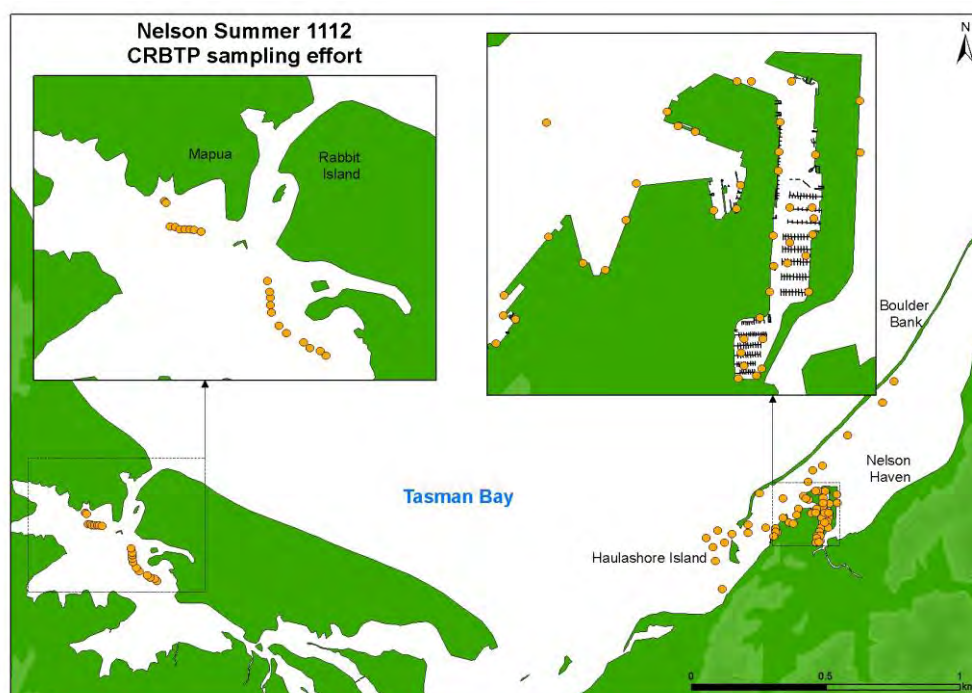 Nelson Summer 1112
CRBTP sampling effort
N
Mapua
Rabbit
Island
Boulder
Bank
Nelson
Haven
Tasman Bay
Haulashore Island
0 0.5 1